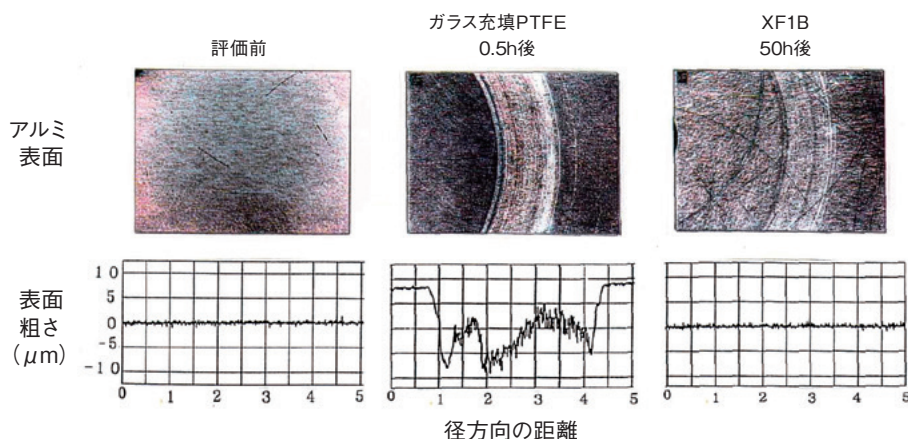 ガラス充填PTFE
0.5h後
XF1B
50h後
評価前
アルミ
表面
表面
粗さ
(μm)
10
5
0
-5
-10
0 1 2 3 4 5
0 1 2 3 4 5
0 1 2 3 4 5
径方向の距離